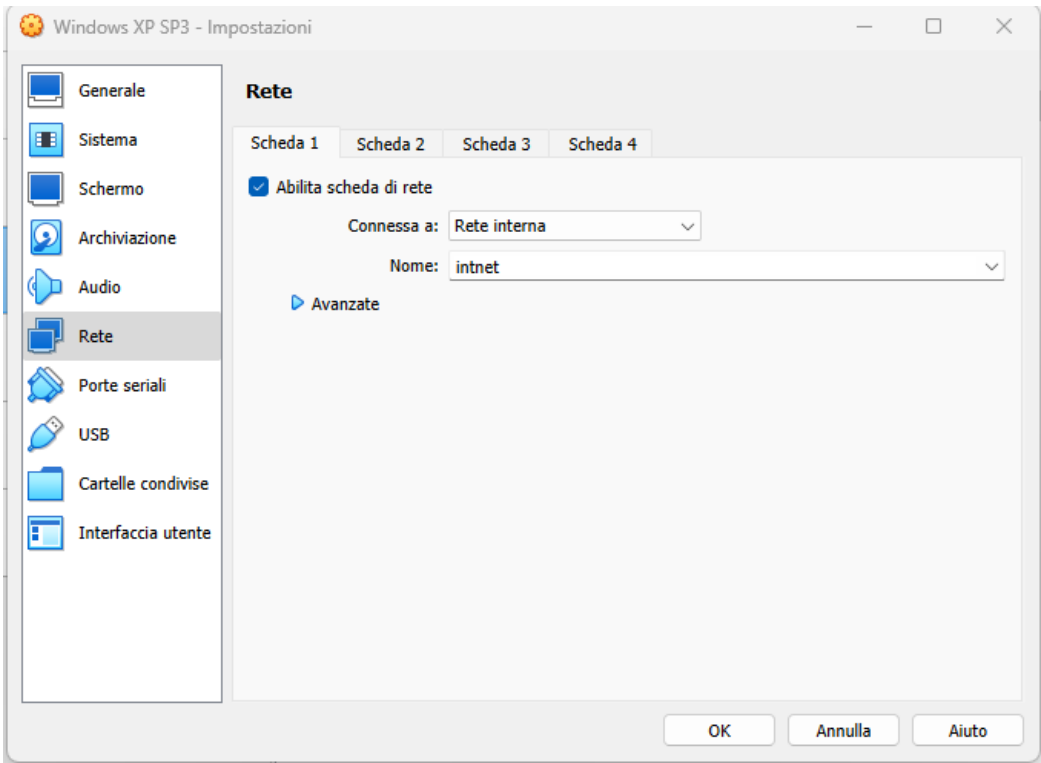 Windows XP SP3 - Impostazioni
Generale
Sistema
Schermo
Archiviazione
Audio
Rete
Porte seriali
USB
Cartelle condivise
Interfaccia utente
Rete
Scheda 1 Scheda 2 Scheda 3 Scheda 4
Abilita scheda di rete
Connessa a: Rete interna
Nome: intnet
Avanzate
OK Annulla Aiuto